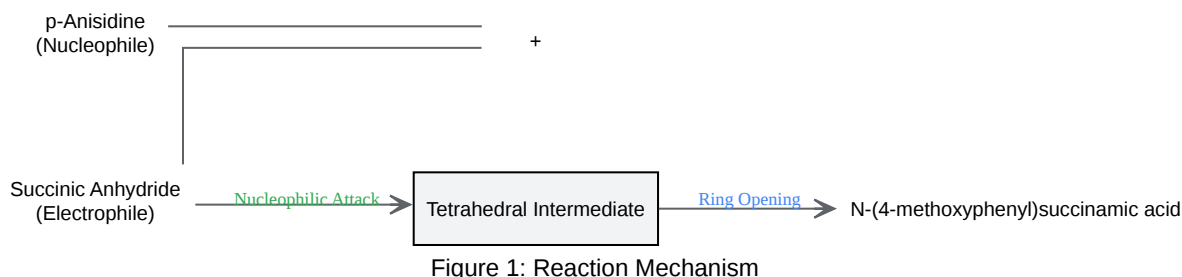 p-Anisidine
(Nucleophile)
+
Succinic Anhydride
(Electrophile)
Nucleophilic Attack
Tetrahedral Intermediate
Ring Opening
N-(4-methoxyphenyl)succinamic acid
Figure 1: Reaction Mechanism